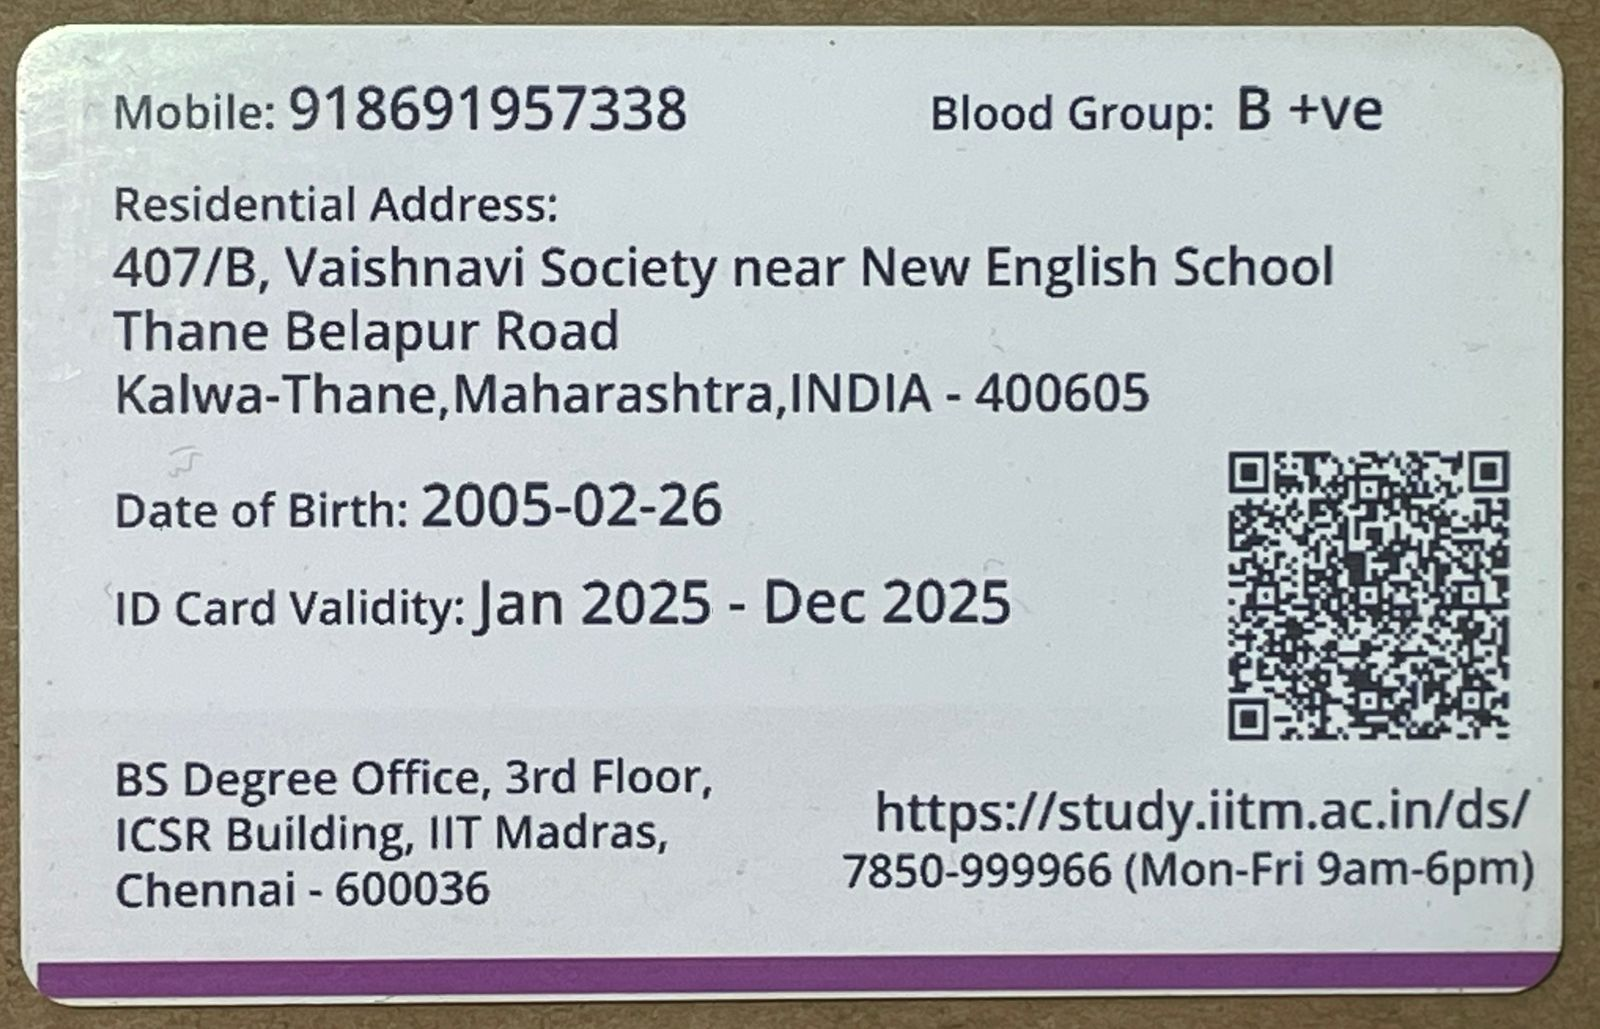 Mobile: 918691957338
Blood Group: B +ve
Residential Address:
407/B, Vaishnavi Society near New English School
Thane Belapur Road
Kalwa-Thane,Maharashtra,INDIA - 400605
Date of Birth: 2005-02-26
ID Card Validity: Jan 2025 - Dec 2025
BS Degree Office, 3rd Floor,
ICSR Building, IIT Madras,
Chennai - 600036
https://study.iitm.ac.in/ds/
7850-999966 (Mon-Fri 9am-6pm)